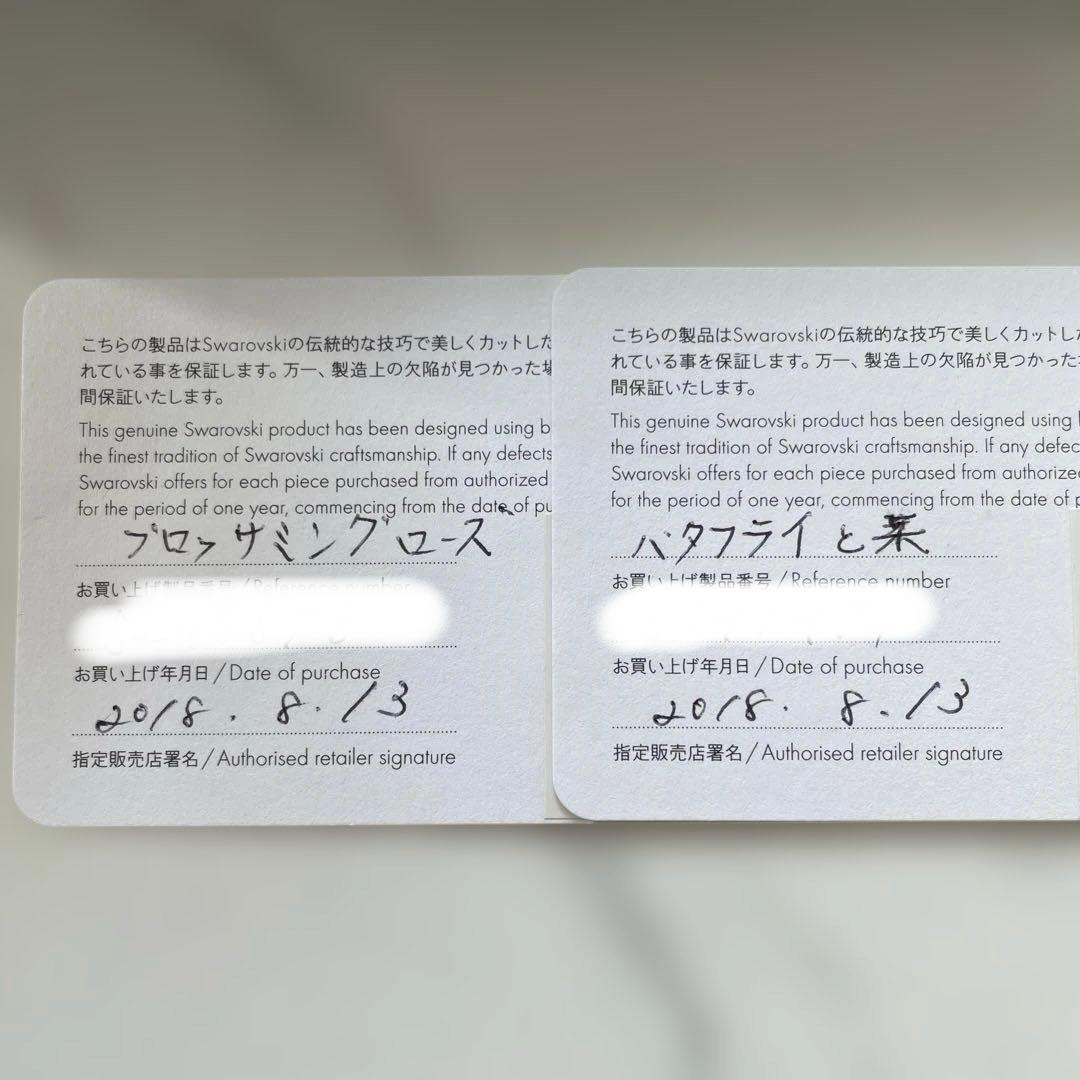 こちらの製品はSwarovskiの伝統的な技巧で美しくカットした
れている事を保証します。万一、製造上の欠陥が見つかった場
間保証いたします。
This genuine Swarovski product has been designed using b
the finest tradition of Swarovski craftsmanship. If any defects
Swarovski offers for each piece purchased from authorized
for the period of one year, commencing from the date of pu
ブロッサミングローズ
お買い上げ製品番号/Reference number
お買い上げ年月日/Date of purchase
2018. 8. 13
指定販売店署名/Authorised retailer signature
こちらの製品はSwarovskiの伝統的な技巧で美しくカットし
れている事を保証します。万一、製造上の欠陥が見つかった
間保証いたします。
This genuine Swarovski product has been designed using
the finest tradition of Swarovski craftsmanship. If any defec
Swarovski offers for each piece purchased from authorized
for the period of one year, commencing from the date of p
バタフライと葉
お買い上げ製品番号/Reference number
お買い上げ年月日/Date of purchase
2018. 8. 13
指定販売店署名/Authorised retailer signature